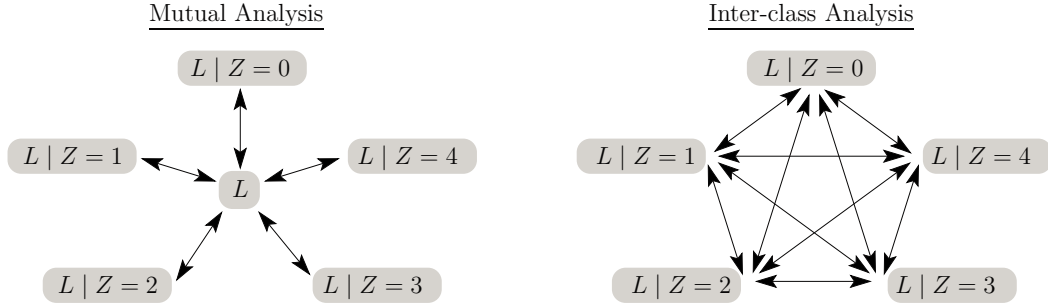 Mutual Analysis
L | Z = 0
L | Z = 1
L | Z = 4
L
L | Z = 2
L | Z = 3
Inter-class Analysis
L | Z = 0
L | Z = 1
L | Z = 4
L | Z = 2
L | Z = 3